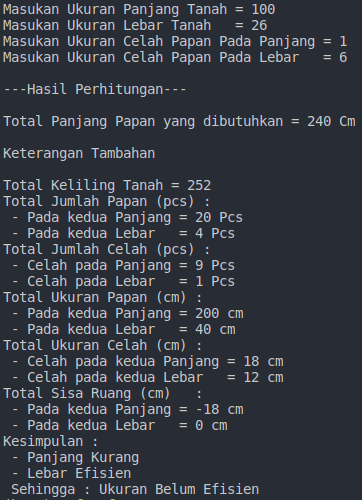 Masukan Ukuran Panjang Tanah = 100
Masukan Ukuran Lebar Tanah   = 26
Masukan Ukuran Celah Papan Pada Panjang = 1
Masukan Ukuran Celah Papan Pada Lebar   = 6

---Hasil Perhitungan---

Total Panjang Papan yang dibutuhkan = 240 Cm

Keterangan Tambahan

Total Keliling Tanah = 252
Total Jumlah Papan (pcs) :
 - Pada kedua Panjang = 20 Pcs
 - Pada kedua Lebar   = 4 Pcs
Total Jumlah Celah (pcs) :
 - Celah pada Panjang = 9 Pcs
 - Celah pada Lebar   = 1 Pcs
Total Ukuran Papan (cm) :
 - Pada kedua Panjang = 200 cm
 - Pada kedua Lebar   = 40 cm
Total Ukuran Celah (cm) :
 - Celah pada kedua Panjang = 18 cm
 - Celah pada kedua Lebar   = 12 cm
Total Sisa Ruang (cm)   :
 - Pada kedua Panjang = -18 cm
 - Pada kedua Lebar   = 0 cm
Kesimpulan :
 - Panjang Kurang
 - Lebar Efisien
 Sehingga : Ukuran Belum Efisien